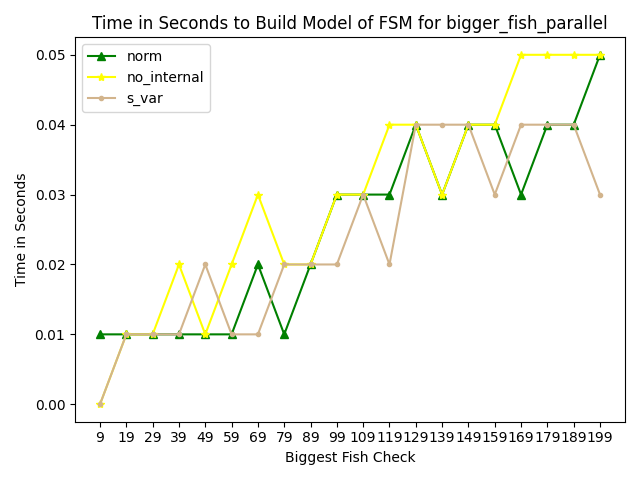 Time in Seconds to Build Model of FSM for bigger_fish_parallel
norm
no_internal
s_var
0.05
0.04
0.03
0.02
0.01
0.00
Time in Seconds
9 19 29 39 49 59 69 79 89 99 109 119 129 139 149 159 169 179 189 199
Biggest Fish Check